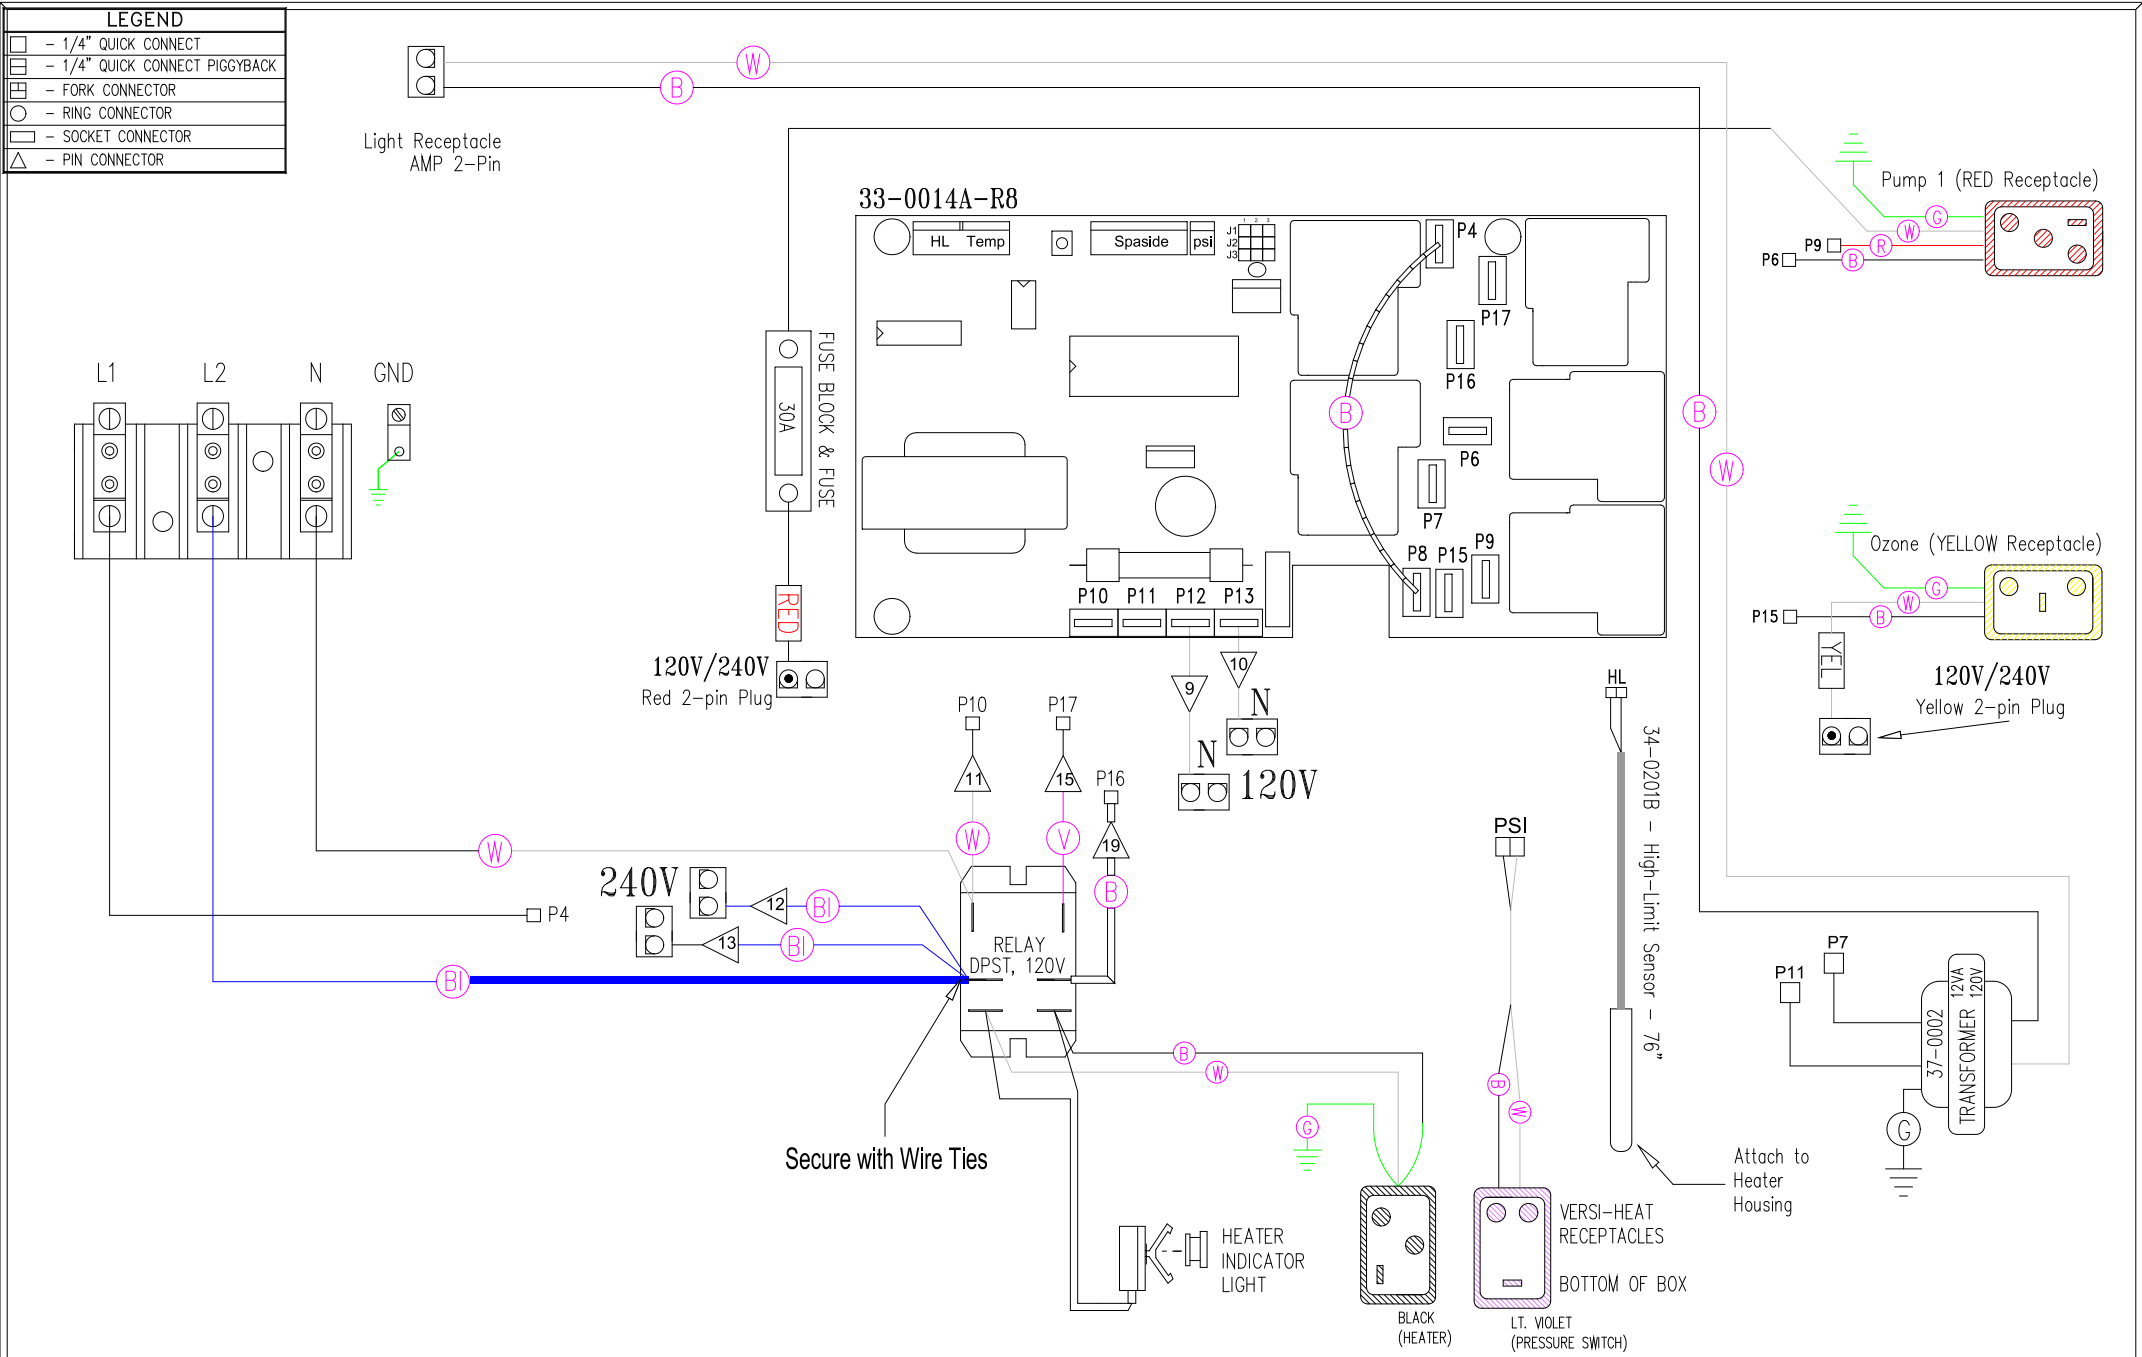 LEGEND
- 1/4" QUICK CONNECT
- 1/4" QUICK CONNECT PIGGYBACK
- FORK CONNECTOR
- RING CONNECTOR
- SOCKET CONNECTOR
- PIN CONNECTOR
Light Receptacle
AMP 2-Pin
W
B
33-0014A-R8
HL Temp
Spaside
psi
1 2 3
J1
J2
J3
P4
P17
P16
P6
P7
P8 P15 P9
P10 P11 P12 P13
B
B
W
Pump 1 (RED Receptacle)
G
W
P9 R
P6 B
L1 L2 N GND
FUSE BLOCK & FUSE
30A
RED
120V/240V
Red 2-pin Plug
Ozone (YELLOW Receptacle)
G
W
P15 B
YEL
120V/240V
Yellow 2-pin Plug
9
10
N
N
120V
P10 P17
11 15
P16
19
W V
B
W
240V
12 BI
13 BI
P4
BI
RELAY
DPST, 120V
Secure with Wire Ties
B
W
G
HEATER
INDICATOR
LIGHT
BLACK
(HEATER)
PSI
B
W
VERSI-HEAT
RECEPTACLES
BOTTOM OF BOX
LT. VIOLET
(PRESSURE SWITCH)
HL
34-0201B - High-Limit Sensor - 76"
Attach to
Heater
Housing
P7
P11
37-0002
TRANSFORMER
12VA
120V
G